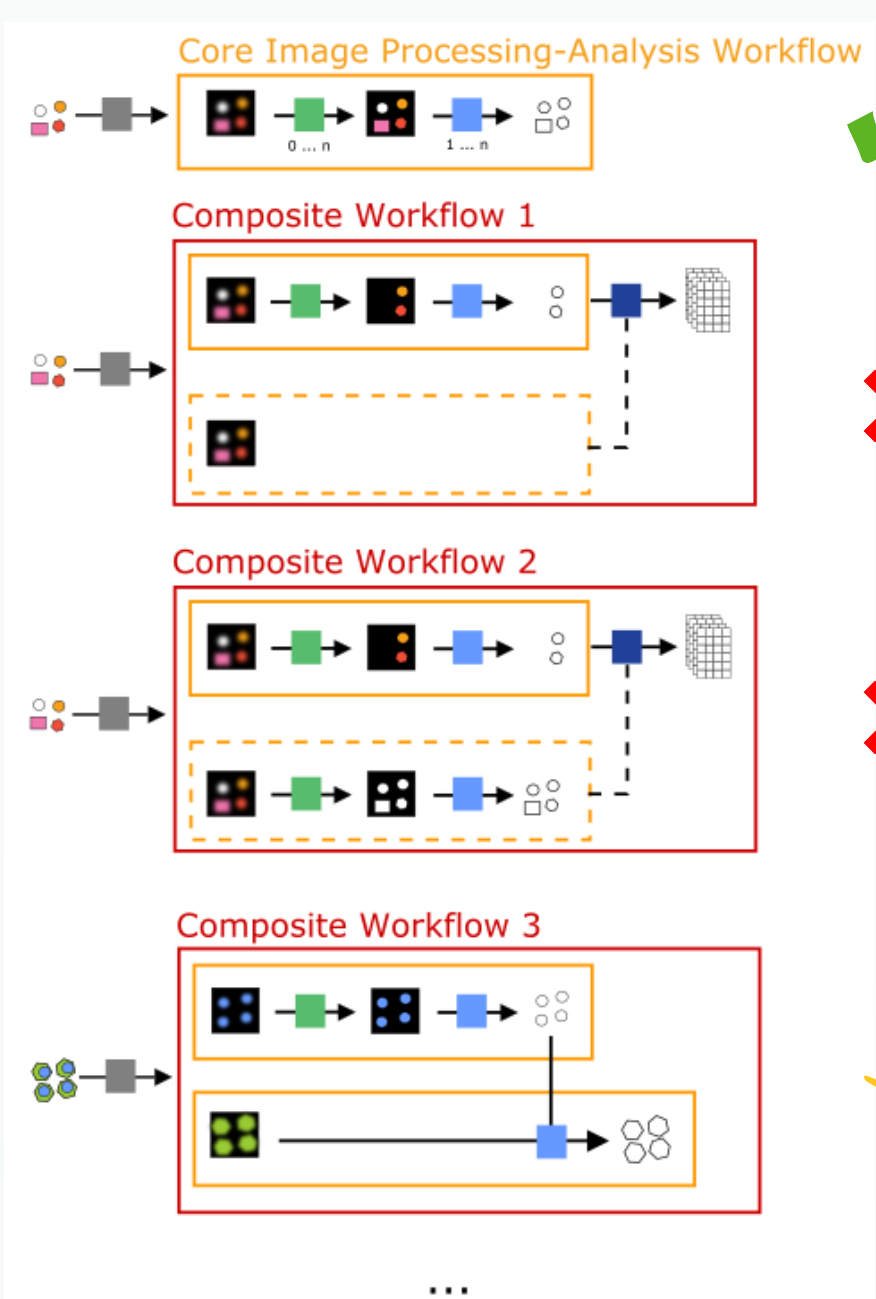 Core Image Processing-Analysis Workflow
0 ... n
1 ... n
Composite Workflow 1
Composite Workflow 2
Composite Workflow 3
...